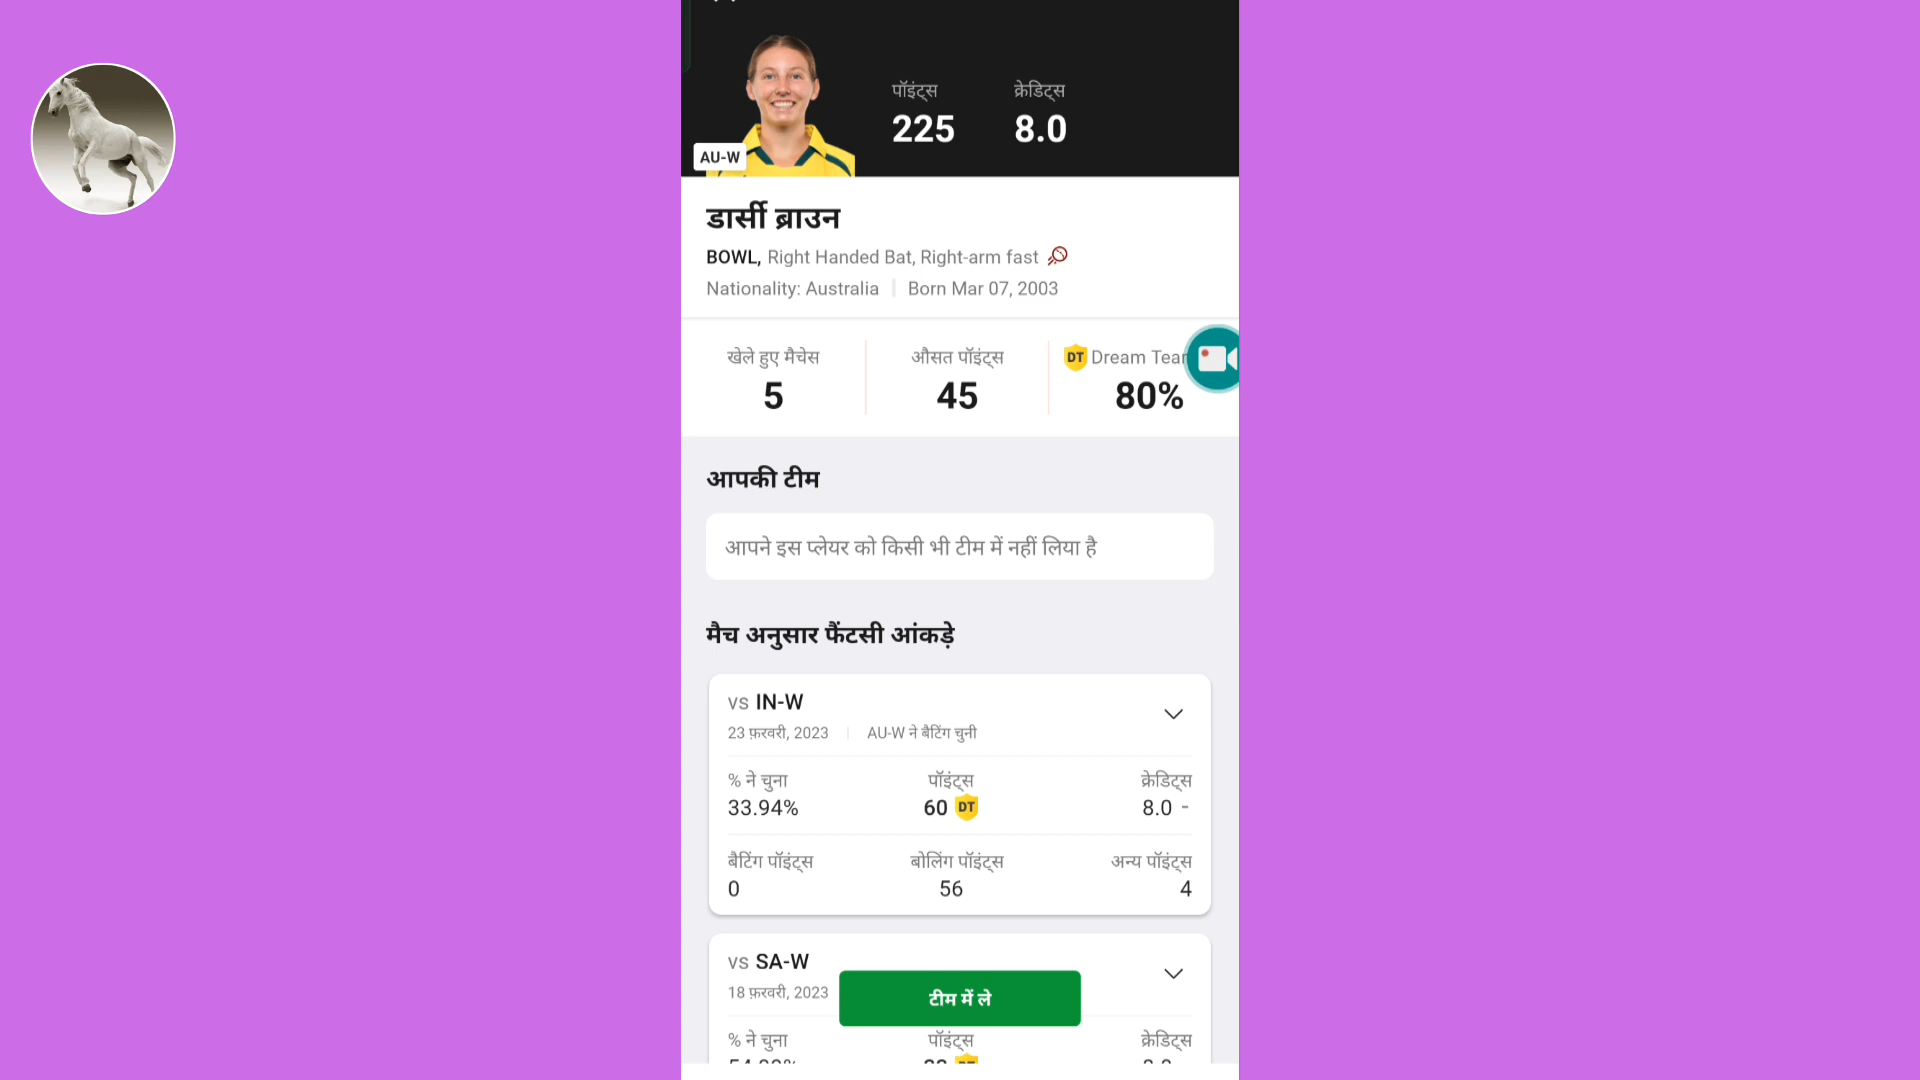 पॉइंट्स क्रेडिट्स
225 8.0
AU-W
डार्सी ब्राउन
BOWL, Right Handed Bat, Right-arm fast
Nationality: Australia Born Mar 07, 2003
खेले हुए मैचेस औसत पॉइंट्स DT Dream
5 45 80%
आपकी टीम
आपने इस प्लेयर को किसी भी टीम में नहीं लिया है
मैच अनुसार फैंटसी आंकड़े
vs IN-W
23 फ़रवरी, 2023 AU-W ने बैटिंग चुनी
% ने चुना पॉइंट्स क्रेडिट्स
33.94% 60 DT 8.0 -
बैटिंग पॉइंट्स बोलिंग पॉइंट्स अन्य पॉइंट्स
0 56 4
vs SA-W
18 फ़रवरी, 2023
टीम में ले
% ने चुना पॉइंट्स क्रेडिट्स